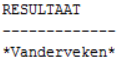 RESULTAAT
-------------
*Vanderveken*